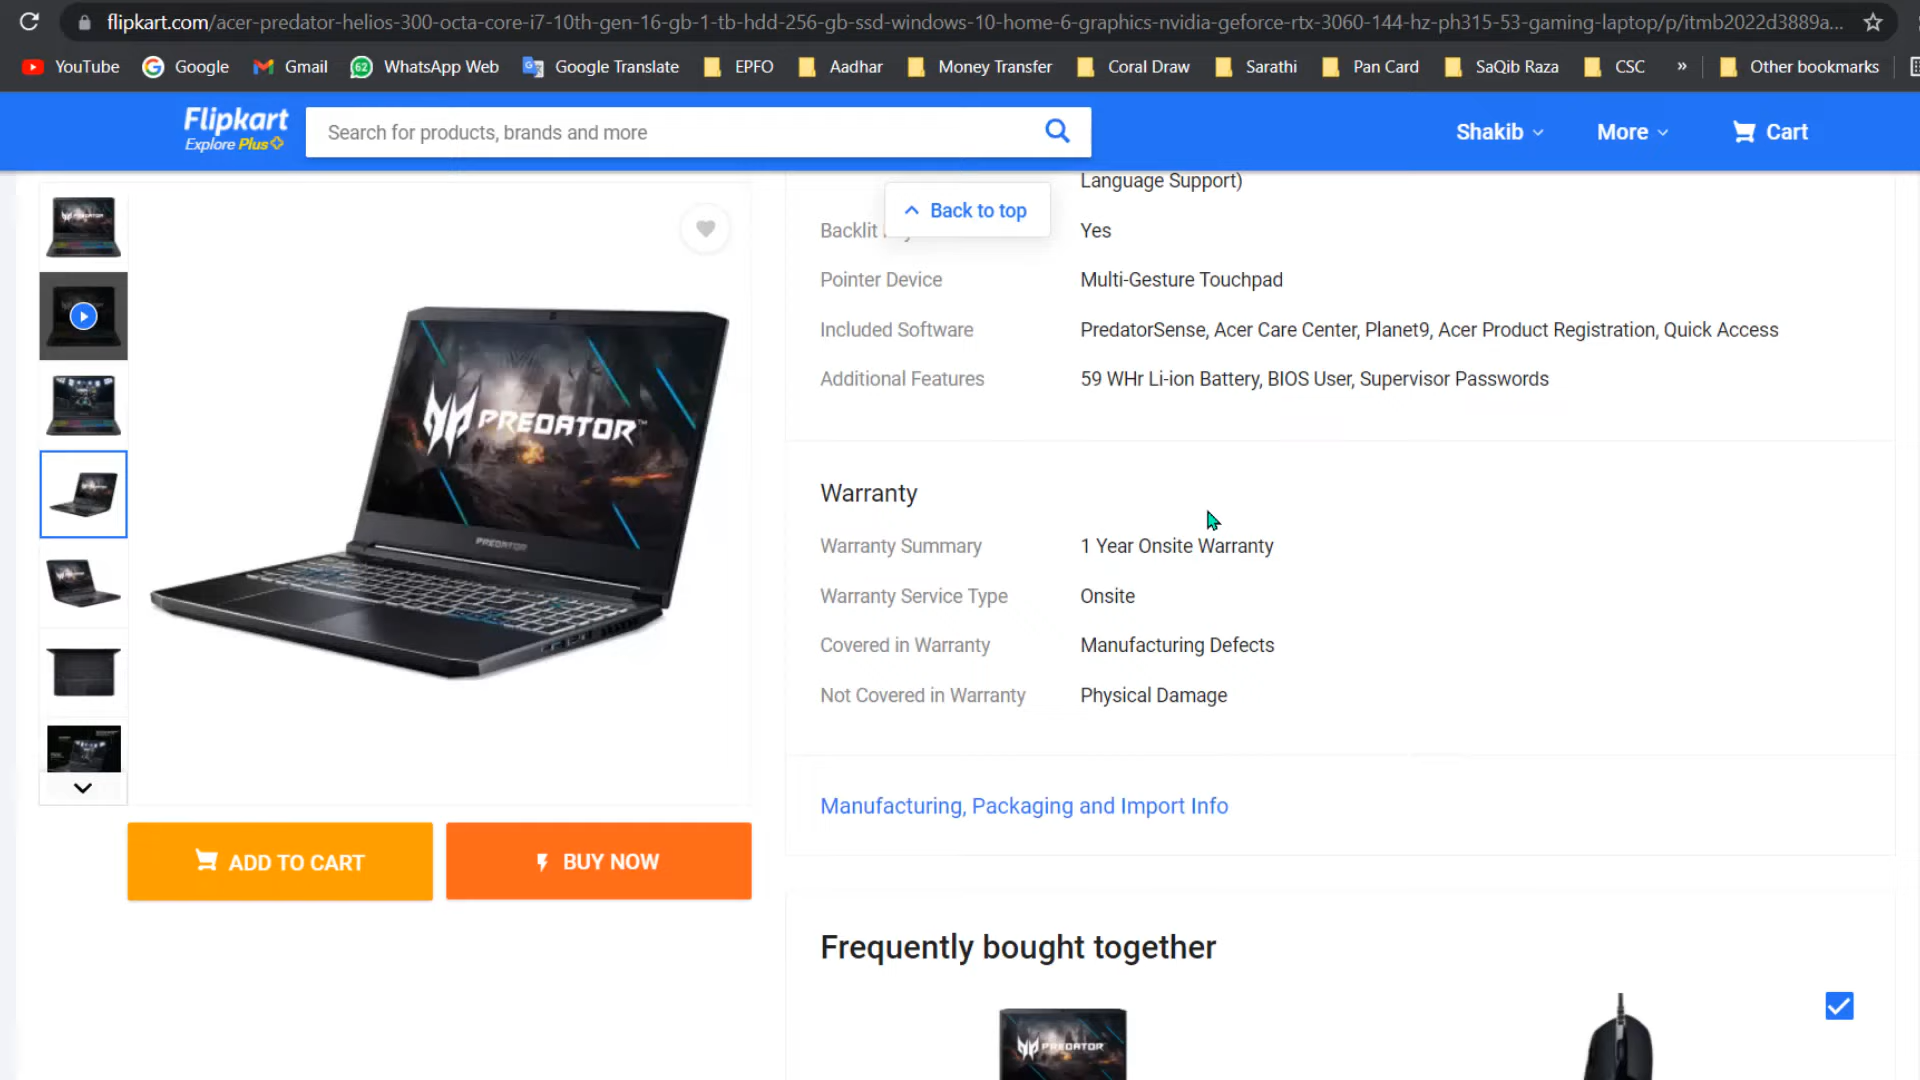 flipkart.com/acer-predator-helios-300-octa-core-i7-10th-gen-16-gb-1-tb-hdd-256-gb-ssd-windows-10-home-6-graphics-nvidia-geforce-rtx-3060-144-hz-ph315-53-gaming-laptop/p/itmb2022d3889a...
YouTube Google Gmail 62 WhatsApp Web Google Translate EPFO Aadhar Money Transfer Coral Draw Sarathi Pan Card SaQib Raza CSC » Other bookmarks
Flipkart
Explore Plus
Search for products, brands and more
Shakib More Cart
Language Support)
Back to top
Backlit
Yes
Pointer Device Multi-Gesture Touchpad
Included Software PredatorSense, Acer Care Center, Planet9, Acer Product Registration, Quick Access
Additional Features 59 WHr Li-ion Battery, BIOS User, Supervisor Passwords
PREDATOR™
PREDATOR
Warranty
Warranty Summary 1 Year Onsite Warranty
Warranty Service Type Onsite
Covered in Warranty Manufacturing Defects
Not Covered in Warranty Physical Damage
Manufacturing, Packaging and Import Info
ADD TO CART BUY NOW
Frequently bought together
PREDATOR